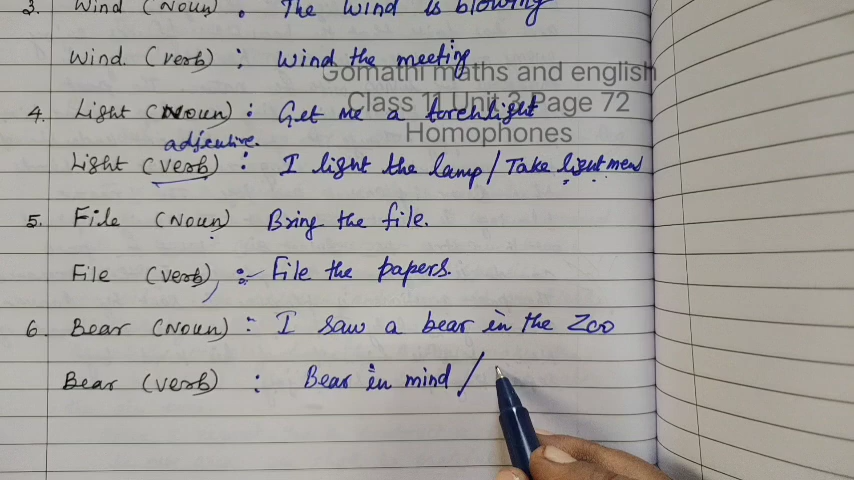 3. Wind (Noun) . The wind is blowing
Wind. (Verb) : Wind the meeting
Gomathi maths and english
Class 11 Unit 3 Page 72
Homophones
4. Light (Noun) : Get me a torchlight
adjective.
Light (Verb) : I light the lamp / Take light
5. File (Noun) Bring the file.
File (Verb) : File the papers.
6. Bear (Noun) : I saw a bear in the Zoo
Bear (Verb) : Bear in mind /